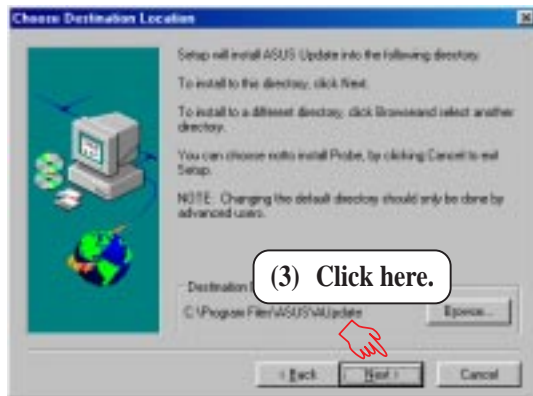 Choose Destination Location
Setup will install ASUS Update into the following directory.
To install to this directory, click Next.
To install to a different directory, click Browseand select another
directory.
You can choose notto install Probe, by clicking Cancel to exit
Setup.
NOTE: Changing the default directory should only be done by
advanced users.
(3) Click here.
Destination
C:\Program Files\ASUS\AUpdate
Browse...
< Back
Next >
Cancel